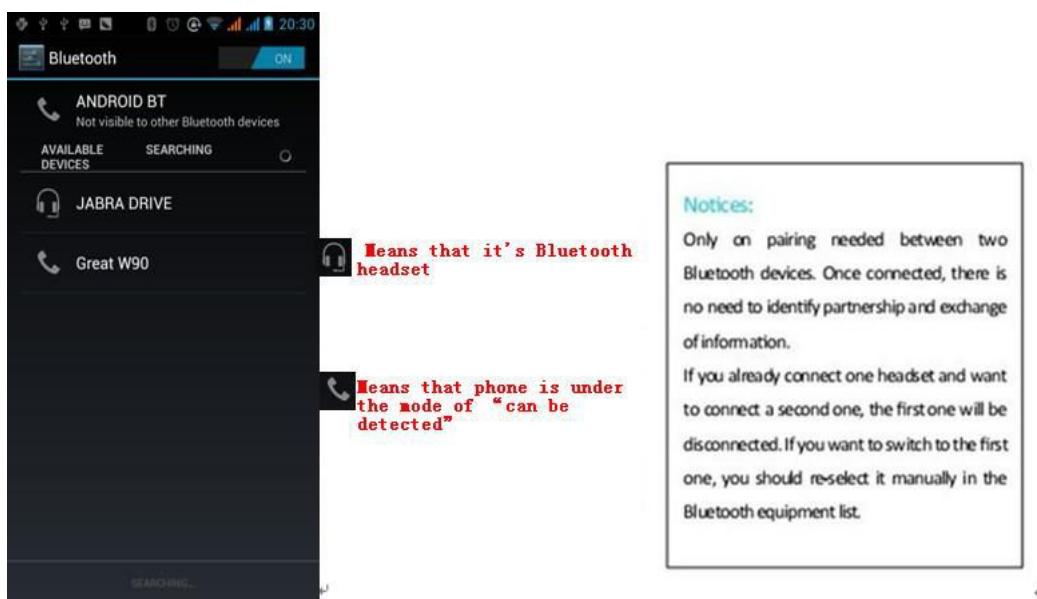 20:30
Bluetooth
ON
ANDROID BT
Not visible to other Bluetooth devices
AVAILABLE DEVICES
SEARCHING
JABRA DRIVE
Great W90
SEARCHING...
Means that it's Bluetooth
headset
Means that phone is under
the mode of “can be
detected”
Notices:
Only on pairing needed between two
Bluetooth devices. Once connected, there is
no need to identify partnership and exchange
of information.
If you already connect one headset and want
to connect a second one, the first one will be
disconnected. If you want to switch to the first
one, you should re-select it manually in the
Bluetooth equipment list.